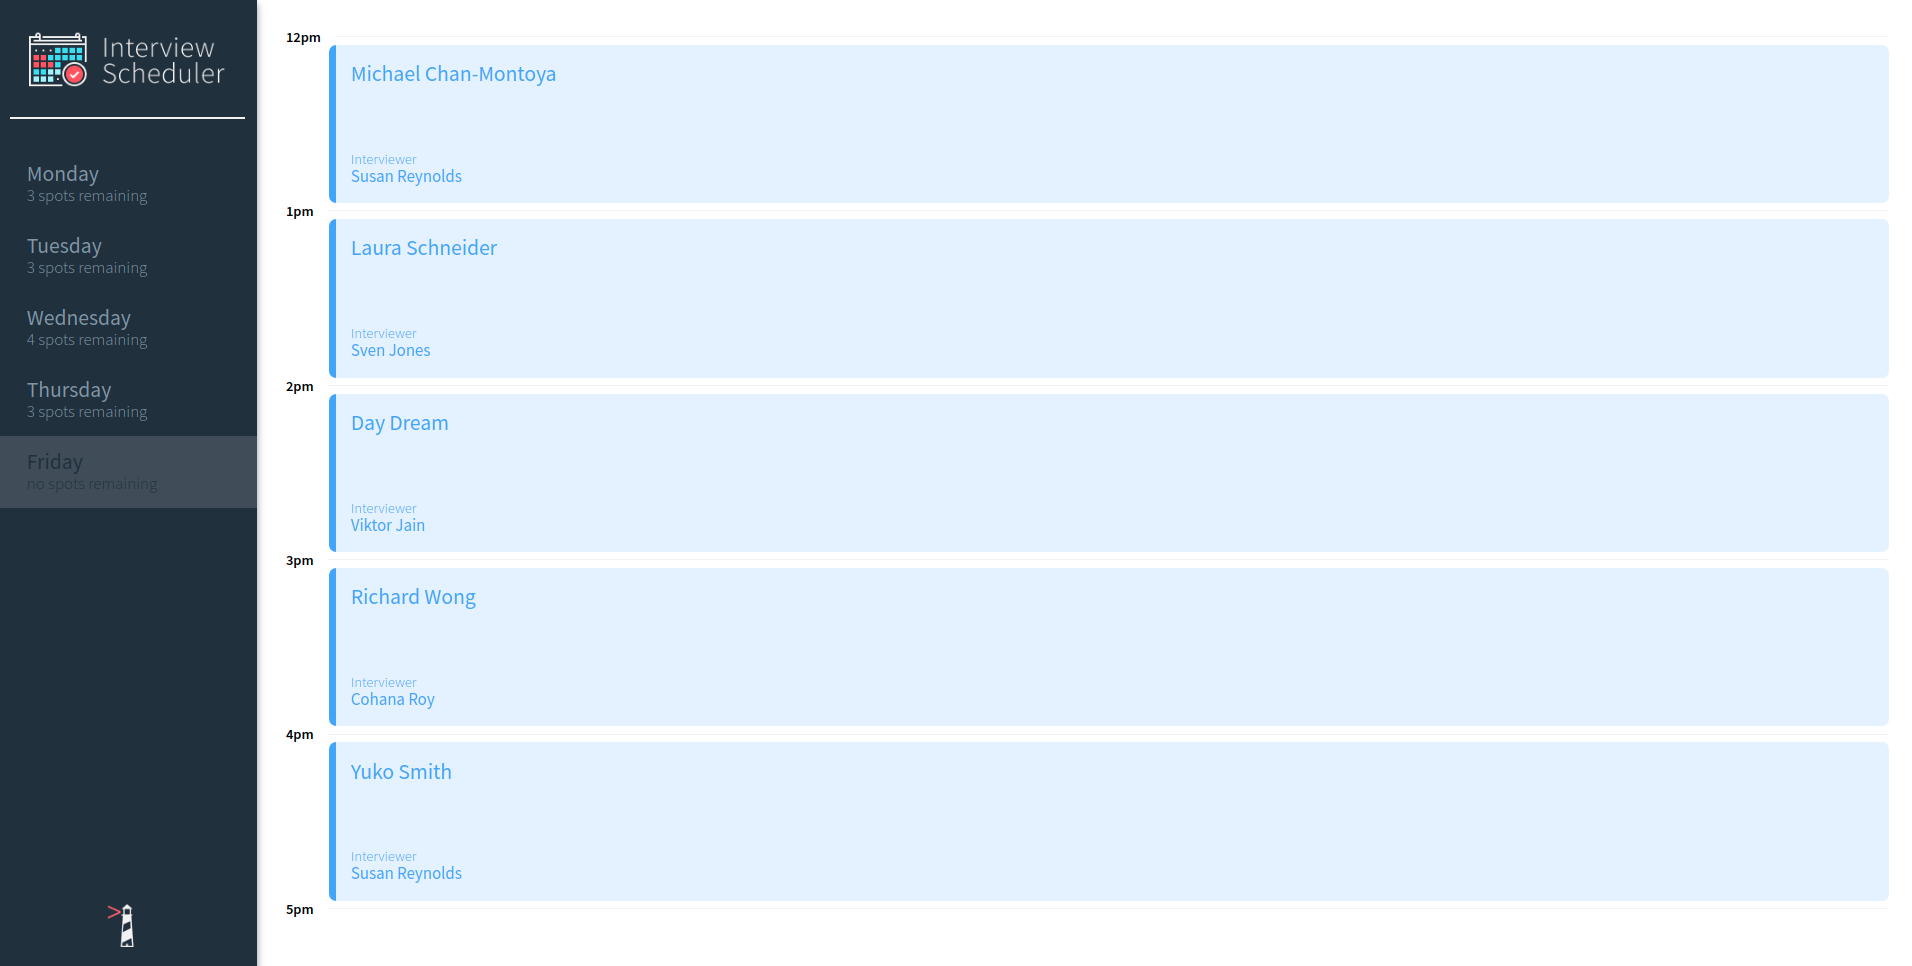 Interview
Scheduler
Monday
3 spots remaining
Tuesday
3 spots remaining
Wednesday
4 spots remaining
Thursday
3 spots remaining
Friday
no spots remaining
12pm
Michael Chan-Montoya
Interviewer
Susan Reynolds
1pm
Laura Schneider
Interviewer
Sven Jones
2pm
Day Dream
Interviewer
Viktor Jain
3pm
Richard Wong
Interviewer
Cohana Roy
4pm
Yuko Smith
Interviewer
Susan Reynolds
5pm